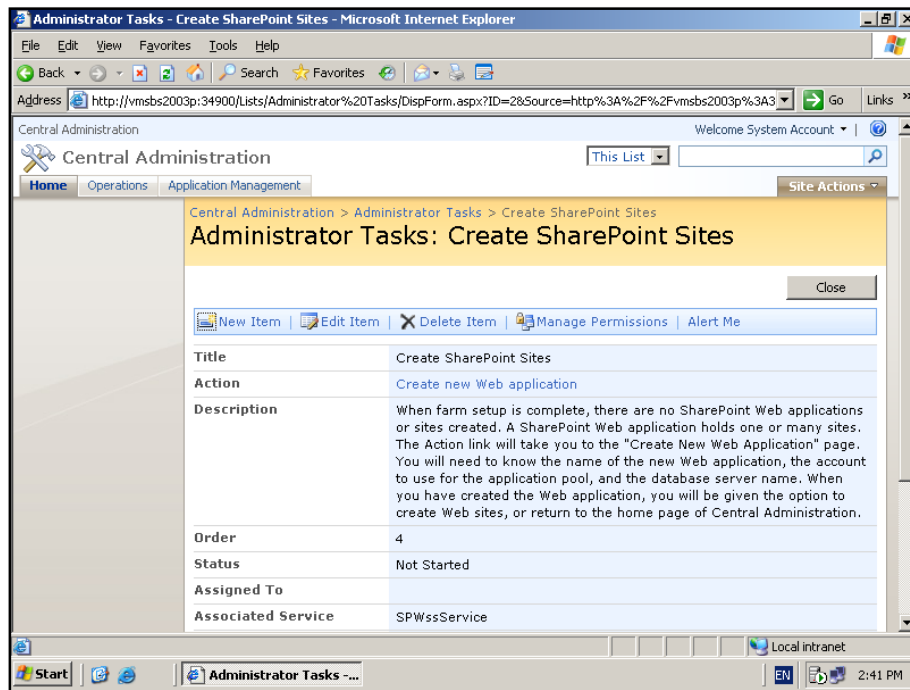 Administrator Tasks - Create SharePoint Sites - Microsoft Internet Explorer
File Edit View Favorites Tools Help
Back Search Favorites
Address http://vmsbs2003p:34900/Lists/Administrator%20Tasks/DispForm.aspx?ID=2&Source=http%3A%2F%2Fvmsbs2003p%3A3 Go Links »
Central Administration Welcome System Account
Central Administration This List
Home Operations Application Management Site Actions
Central Administration > Administrator Tasks > Create SharePoint Sites
Administrator Tasks: Create SharePoint Sites
Close
New Item | Edit Item | Delete Item | Manage Permissions | Alert Me
Title Create SharePoint Sites
Action Create new Web application
Description When farm setup is complete, there are no SharePoint Web applications
or sites created. A SharePoint Web application holds one or many sites.
The Action link will take you to the "Create New Web Application" page.
You will need to know the name of the new Web application, the account
to use for the application pool, and the database server name. When
you have created the Web application, you will be given the option to
create Web sites, or return to the home page of Central Administration.
Order 4
Status Not Started
Assigned To
Associated Service SPWssService
Local intranet
Start Administrator Tasks -... EN 2:41 PM